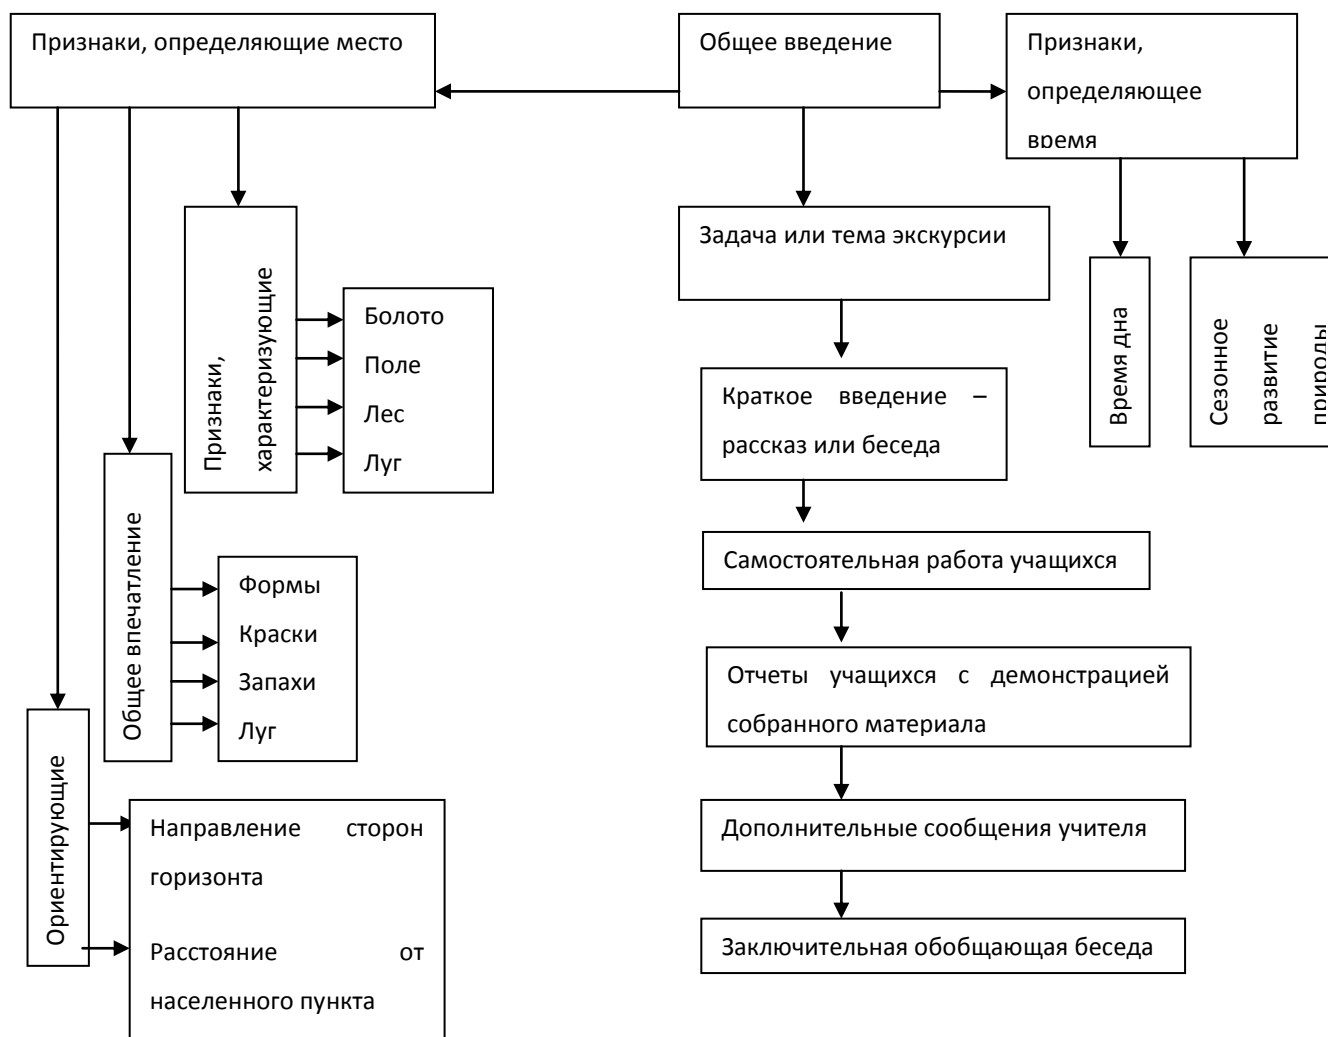 Признаки, определяющие место
Общее введение
Признаки,
определяющее
время
Задача или тема экскурсии
Признаки,
характеризующие
Болото
Поле
Лес
Луг
Время дна
Сезонное
развитие
природы
Краткое введение –
рассказ или беседа
Общее впечатление
Формы
Краски
Запахи
Луг
Самостоятельная работа учащихся
Отчеты учащихся с демонстрацией
собранного материала
Ориентирующие
Направление сторон
горизонта
Расстояние от
населенного пункта
Дополнительные сообщения учителя
Заключительная обобщающая беседа